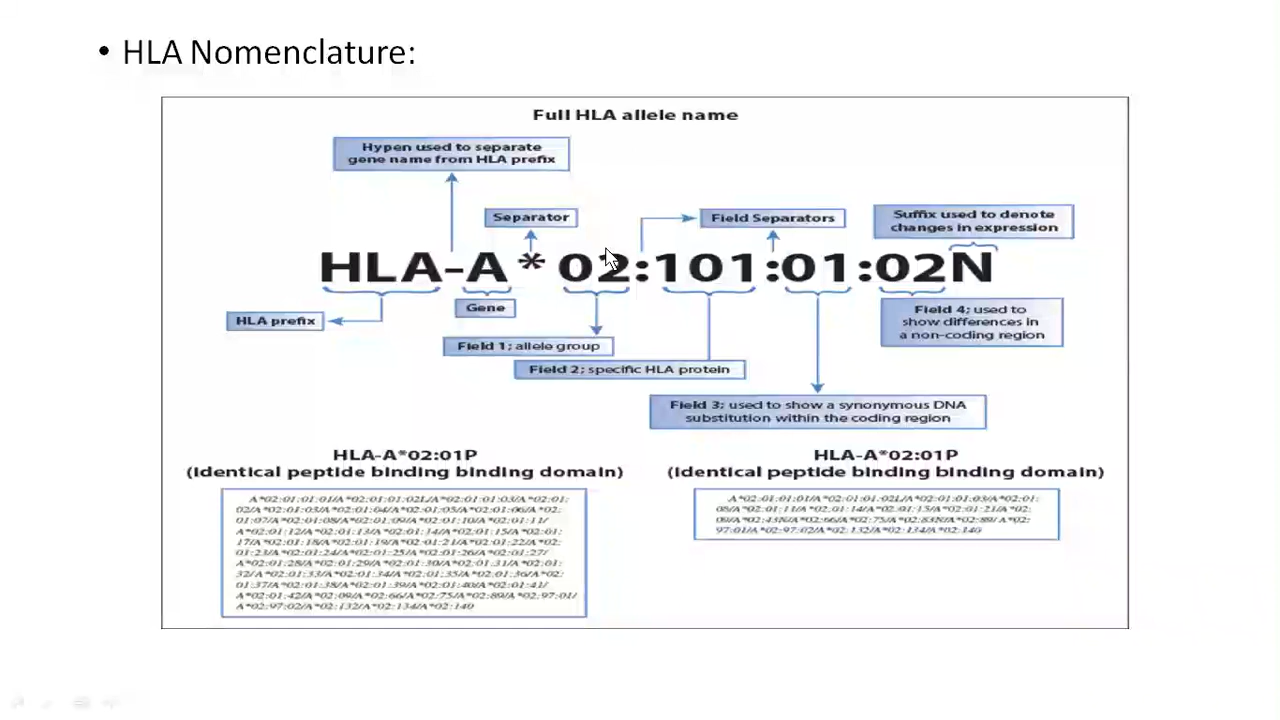 • HLA Nomenclature:
Full HLA allele name
Hypen used to separate
gene name from HLA prefix
Separator
Field Separators
Suffix used to denote
changes in expression
HLA-A*02:101:01:02N
HLA prefix
Gene
Field 1; allele group
Field 2; specific HLA protein
Field 3; used to show a synonymous DNA
substitution within the coding region
Field 4; used to
show differences in
a non-coding region
HLA-A*02:01P
(identical peptide binding binding domain)
A*02:01:01:01/A*02:01:01:02L/A*02:01:01:03/A*02:01:
02/A*02:01:03/A*02:01:04/A*02:01:05/A*02:01:06/A*02:
01:07/A*02:01:08/A*02:01:09/A*02:01:10/A*02:01:11/
A*02:01:12/A*02:01:13/A*02:01:14/A*02:01:15/A*02:01:
17/A*02:01:18/A*02:01:19/A*02:01:21/A*02:01:22/A*02:
01:23/A*02:01:24/A*02:01:25/A*02:01:26/A*02:01:27/
A*02:01:28/A*02:01:29/A*02:01:30/A*02:01:31/A*02:01:
32/A*02:01:33/A*02:01:34/A*02:01:35/A*02:01:36/A*02:
01:37/A*02:01:38/A*02:01:39/A*02:01:40/A*02:01:41/
A*02:01:42/A*02:09/A*02:66/A*02:75/A*02:89/A*02:97:01/
A*02:97:02/A*02:132/A*02:134/A*02:140
HLA-A*02:01P
(identical peptide binding binding domain)
A*02:01:01:01/A*02:01:01:02L/A*02:01:01:03/A*02:01:
08/A*02:01:11/A*02:01:14/A*02:01:15/A*02:01:21/A*02:
09/A*02:43N/A*02:66/A*02:75/A*02:83N/A*02:89/A*02:
97:01/A*02:97:02/A*02:132/A*02:134/A*02:140